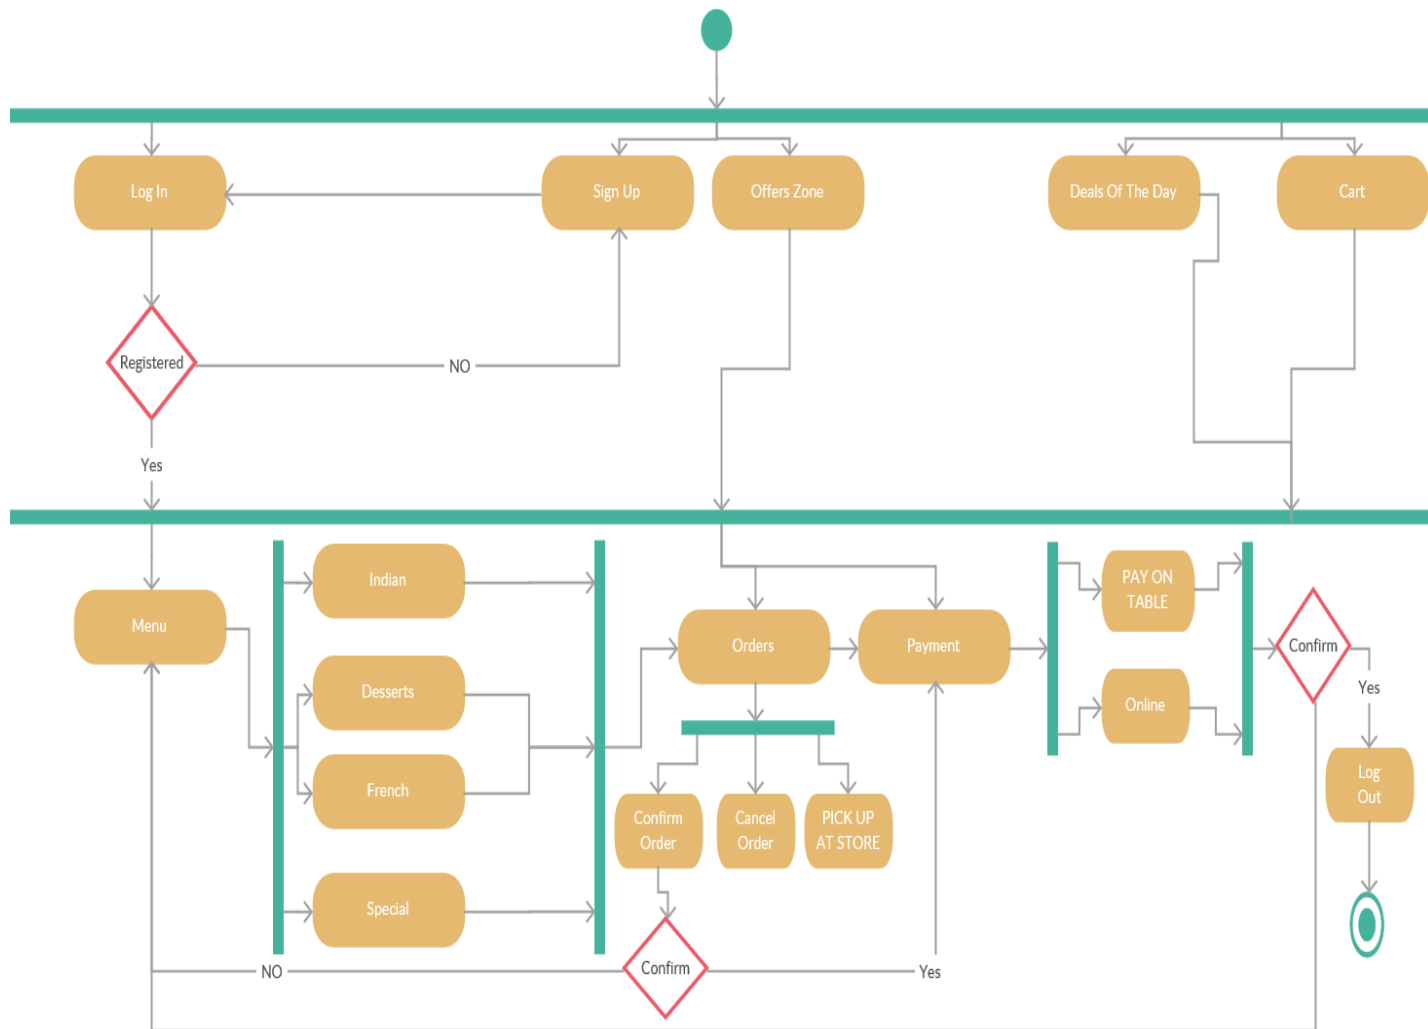 Log In
Sign Up
Offers Zone
Deals Of The Day
Cart
Registered
NO
Yes
Indian
Menu
Desserts
French
Special
Orders
Payment
PAY ON
TABLE
Online
Confirm
Yes
Log
Out
Confirm
Order
Cancel
Order
PICK UP
AT STORE
NO
Confirm
Yes